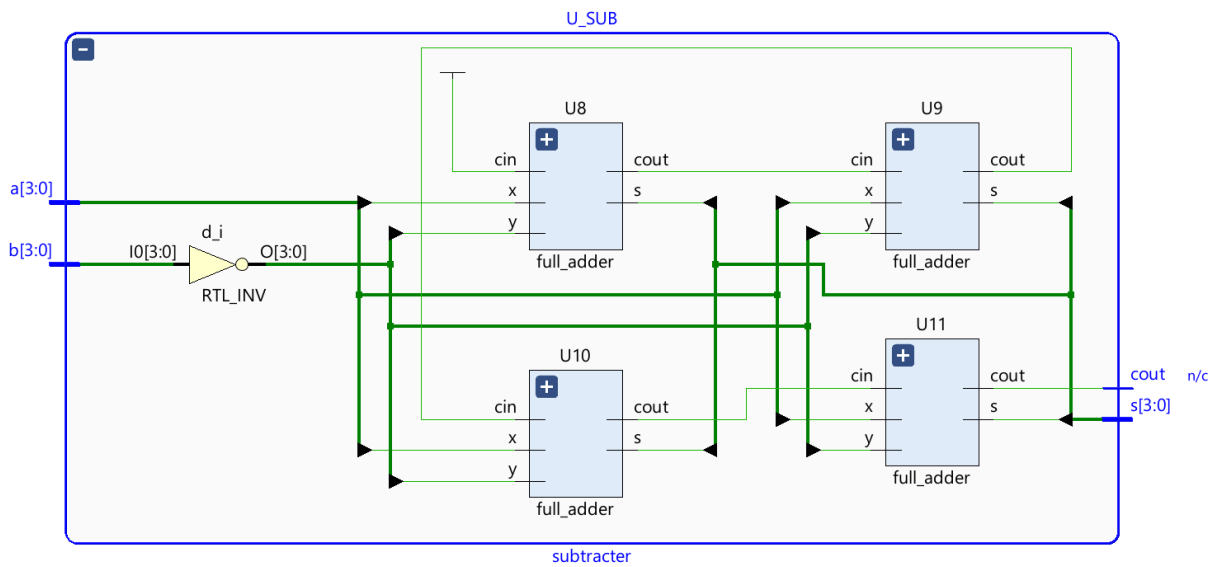 U_SUB
U8
U9
cin
cout
cin
cout
a[3:0]
x
s
x
s
y
y
d_i
b[3:0]
I0[3:0]
O[3:0]
full_adder
full_adder
RTL_INV
U11
U10
cin
cout
cout n/c
cin
cout
x
s
s[3:0]
x
s
y
y
full_adder
full_adder
subtracter